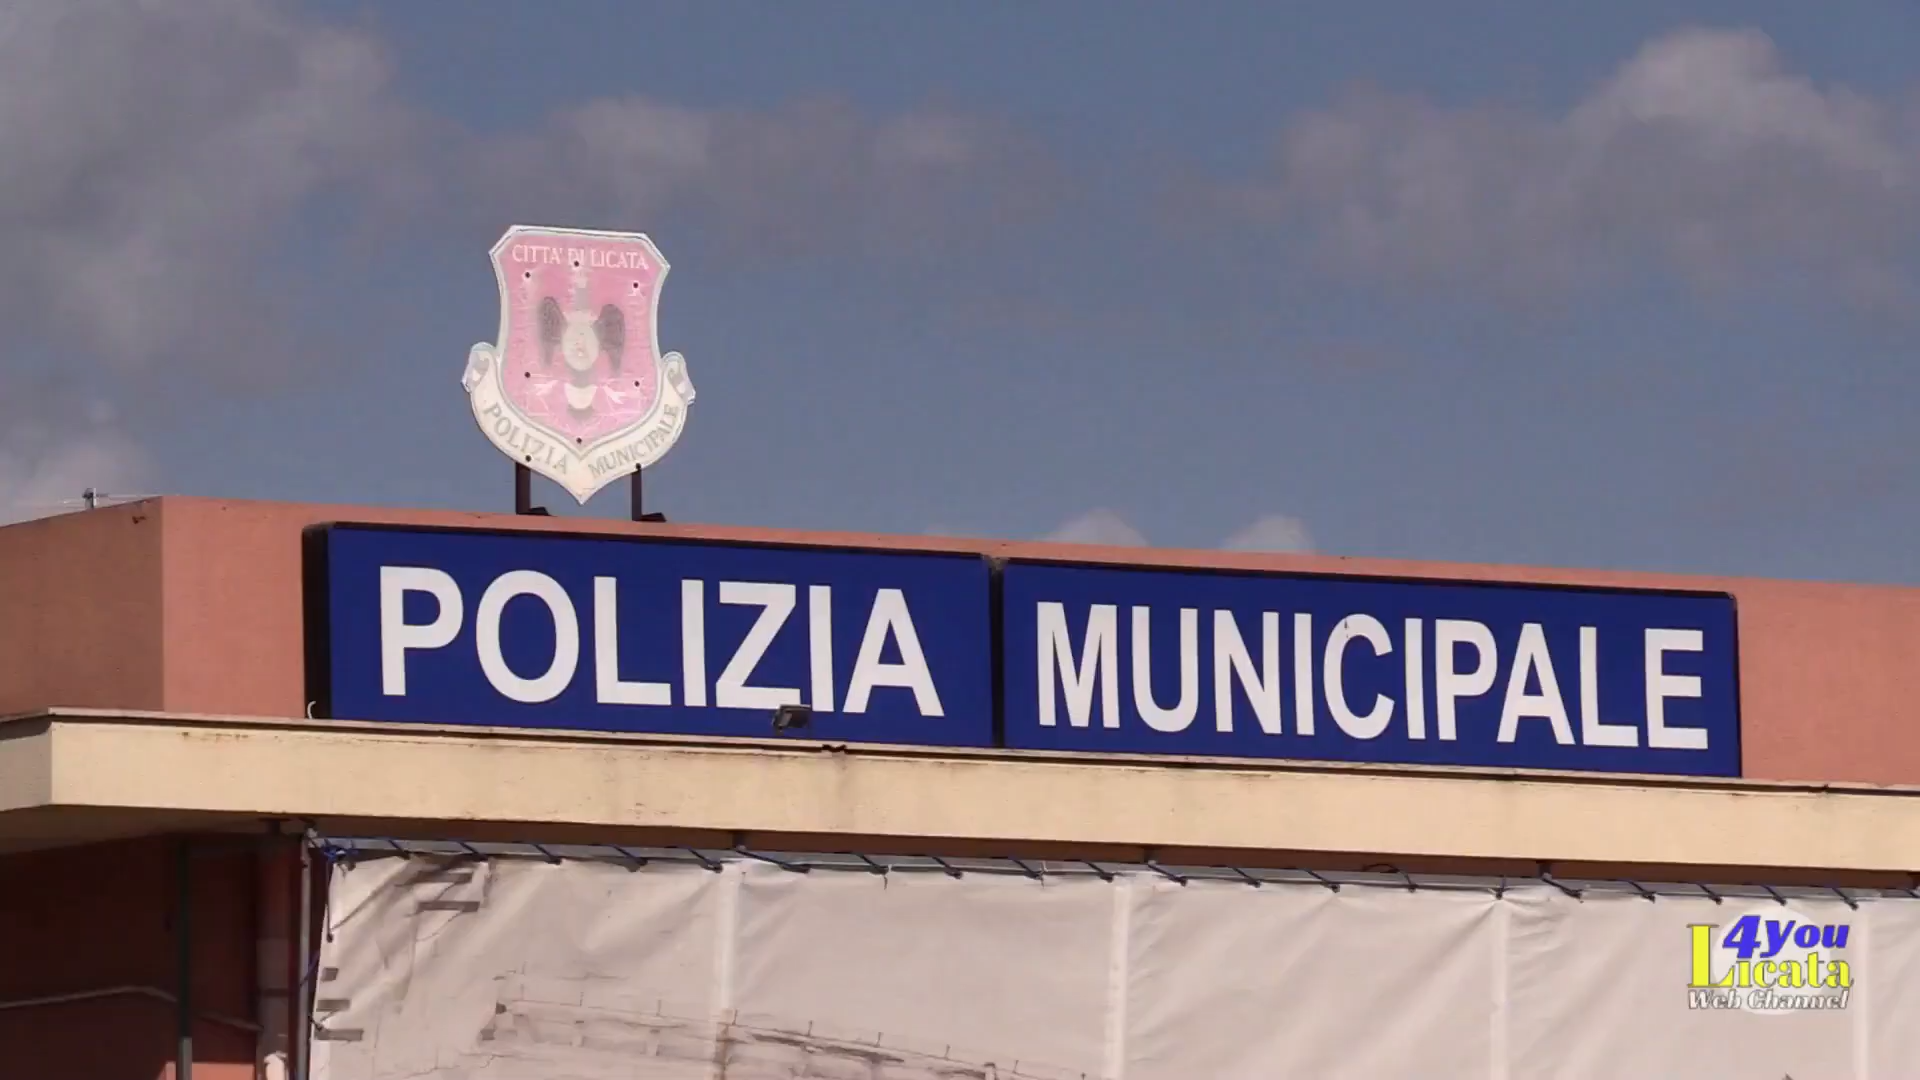 CITTA' DI LICATA
POLIZIA MUNICIPALE
POLIZIA MUNICIPALE
4You
Licata
Web Channel